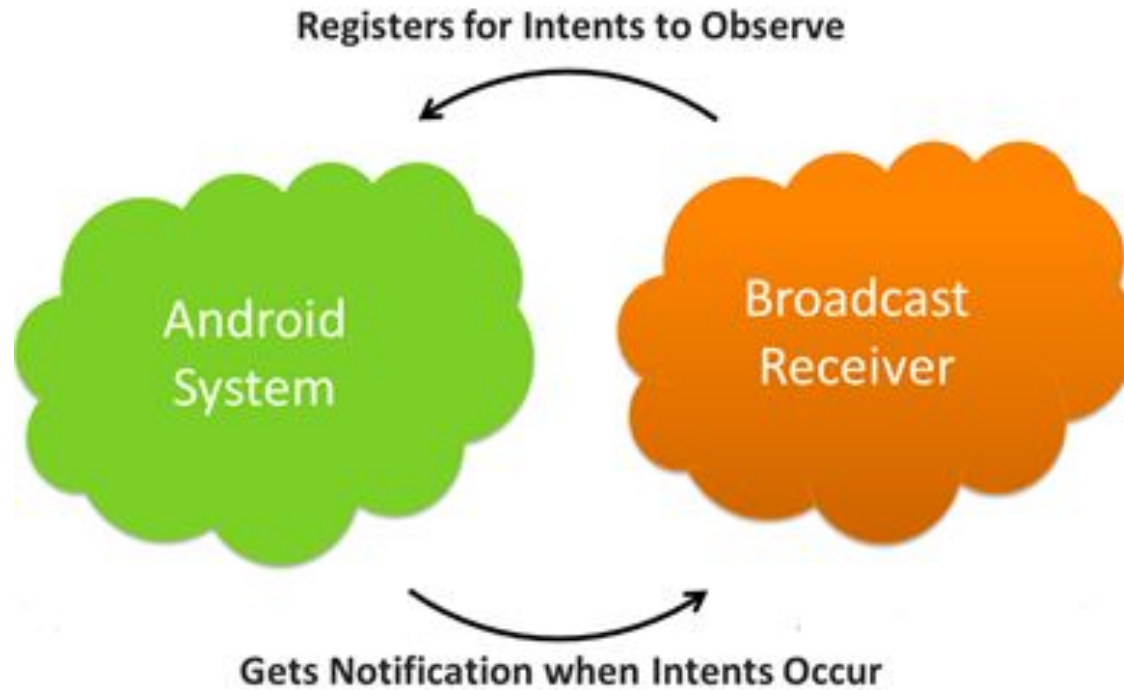 Registers for Intents to Observe
Android
System
Broadcast
Receiver
Gets Notification when Intents Occur